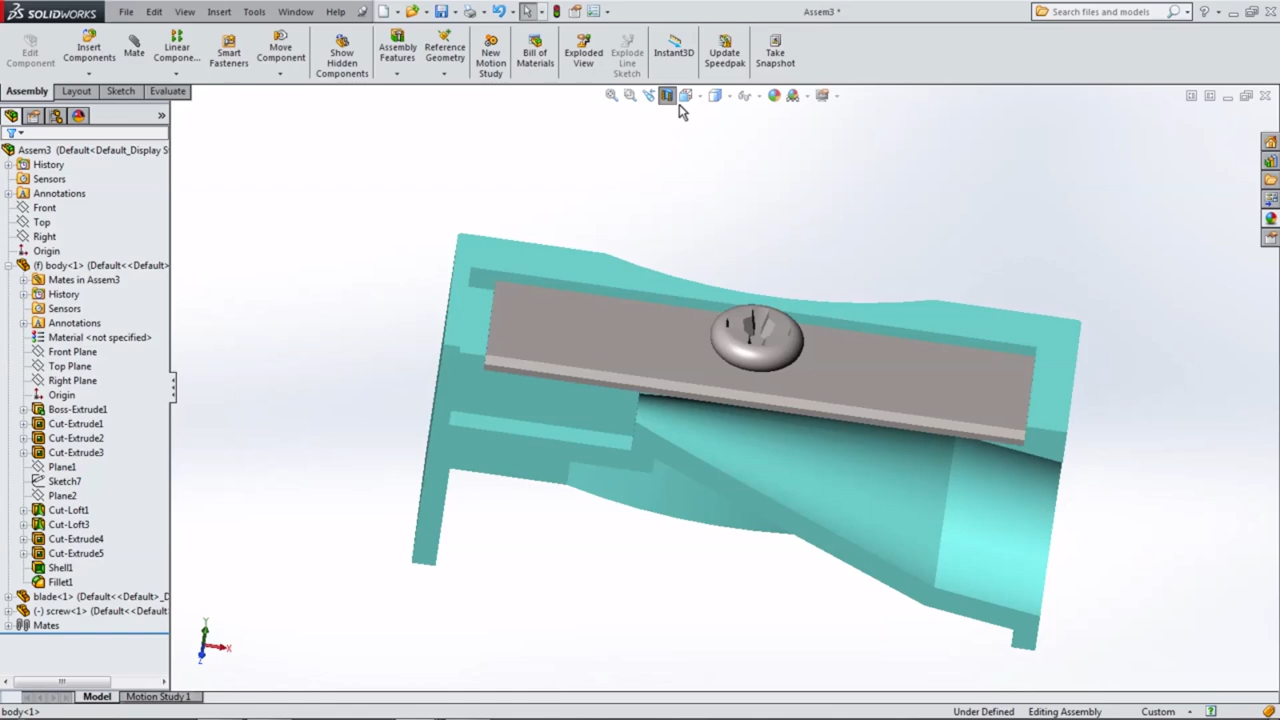 SOLIDWORKS File Edit View Insert Tools Window Help Assem3 * Search files and models
Edit Component Insert Components Mate Linear Compone... Smart Fasteners Move Component Show Hidden Components Assembly Features Reference Geometry New Motion Study Bill of Materials Exploded View Explode Line Sketch Instant3D Update Speedpak Take Snapshot
Assembly Layout Sketch Evaluate
Assem3 (Default<Default_Display S
History
Sensors
Annotations
Front
Top
Right
Origin
(f) body<1> (Default<<Default>
Mates in Assem3
History
Sensors
Annotations
Material <not specified>
Front Plane
Top Plane
Right Plane
Origin
Boss-Extrude1
Cut-Extrude1
Cut-Extrude2
Cut-Extrude3
Plane1
Sketch7
Plane2
Cut-Loft1
Cut-Loft3
Cut-Extrude4
Cut-Extrude5
Shell1
Fillet1
blade<1> (Default<<Default>_D
(-) screw<1> (Default<<Default
Mates
Y
X
Z
Model Motion Study 1
body<1> Under Defined Editing Assembly Custom